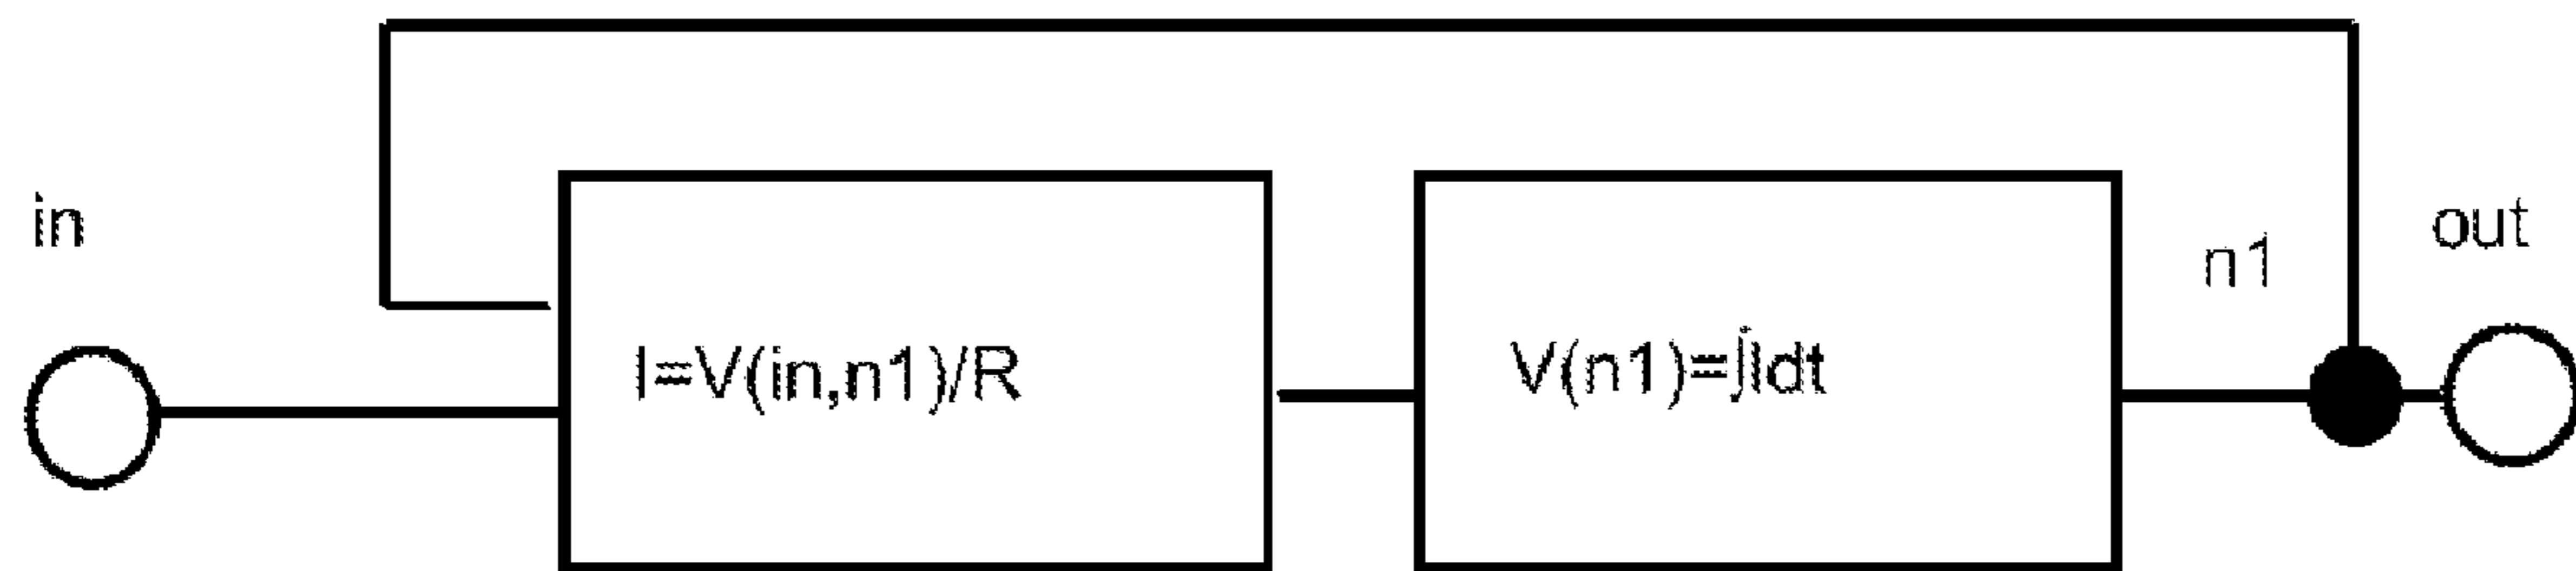 in
out
n1
I=V(in,n1)/R
V(n1)=∫Idt